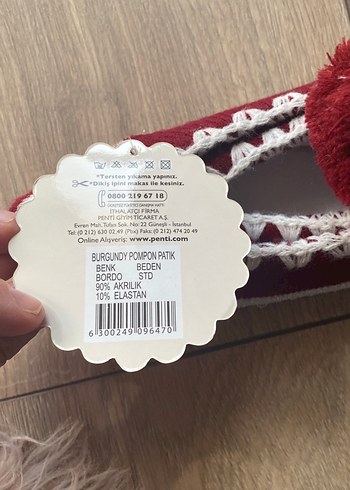 *Tersten yıkama yapınız.
*Dikiş ipini makas ile kesiniz.
0800 219 67 18
İTHALATÇI FİRMA
PENTİ GİYİM TİCARET A.Ş.
Evren Mah. Tafya Sok. No: 22 Güneşli - İstanbul
Tel: (0 212) 630 02 49 (Pbx) Faks: (0 212) 474 20 49
Online Alışveriş: www.penti.com
BURGUNDY POMPON PATIK
BENK BEDEN
BORDO STD
90% AKRILIK
10% ELASTAN
6 300249 096470